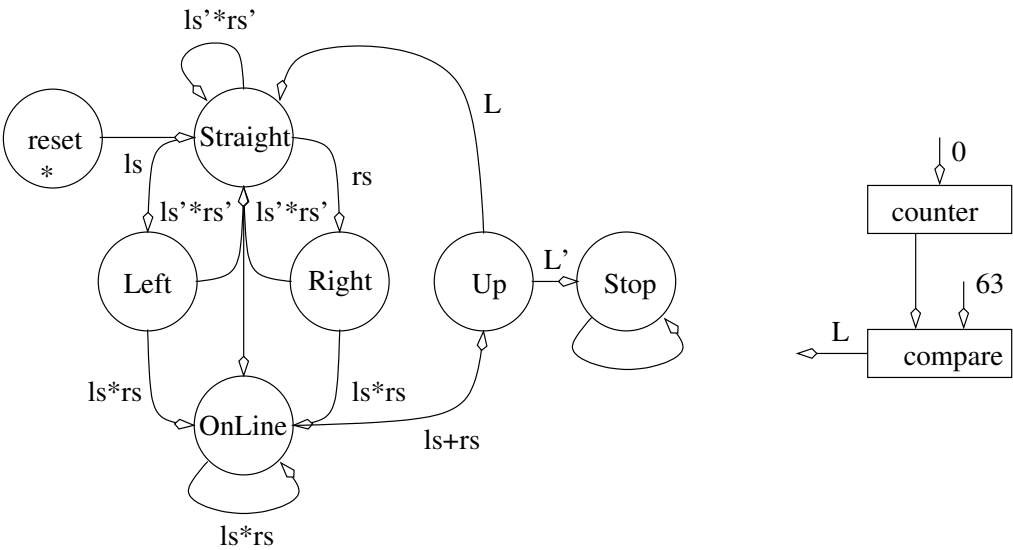 ls’*rs’
L
reset
*
Straight
0
ls
rs
counter
ls’*rs’
ls’*rs’
L’
Left
Right
Up
Stop
63
L
compare
ls*rs
ls*rs
OnLine
ls+rs
ls*rs